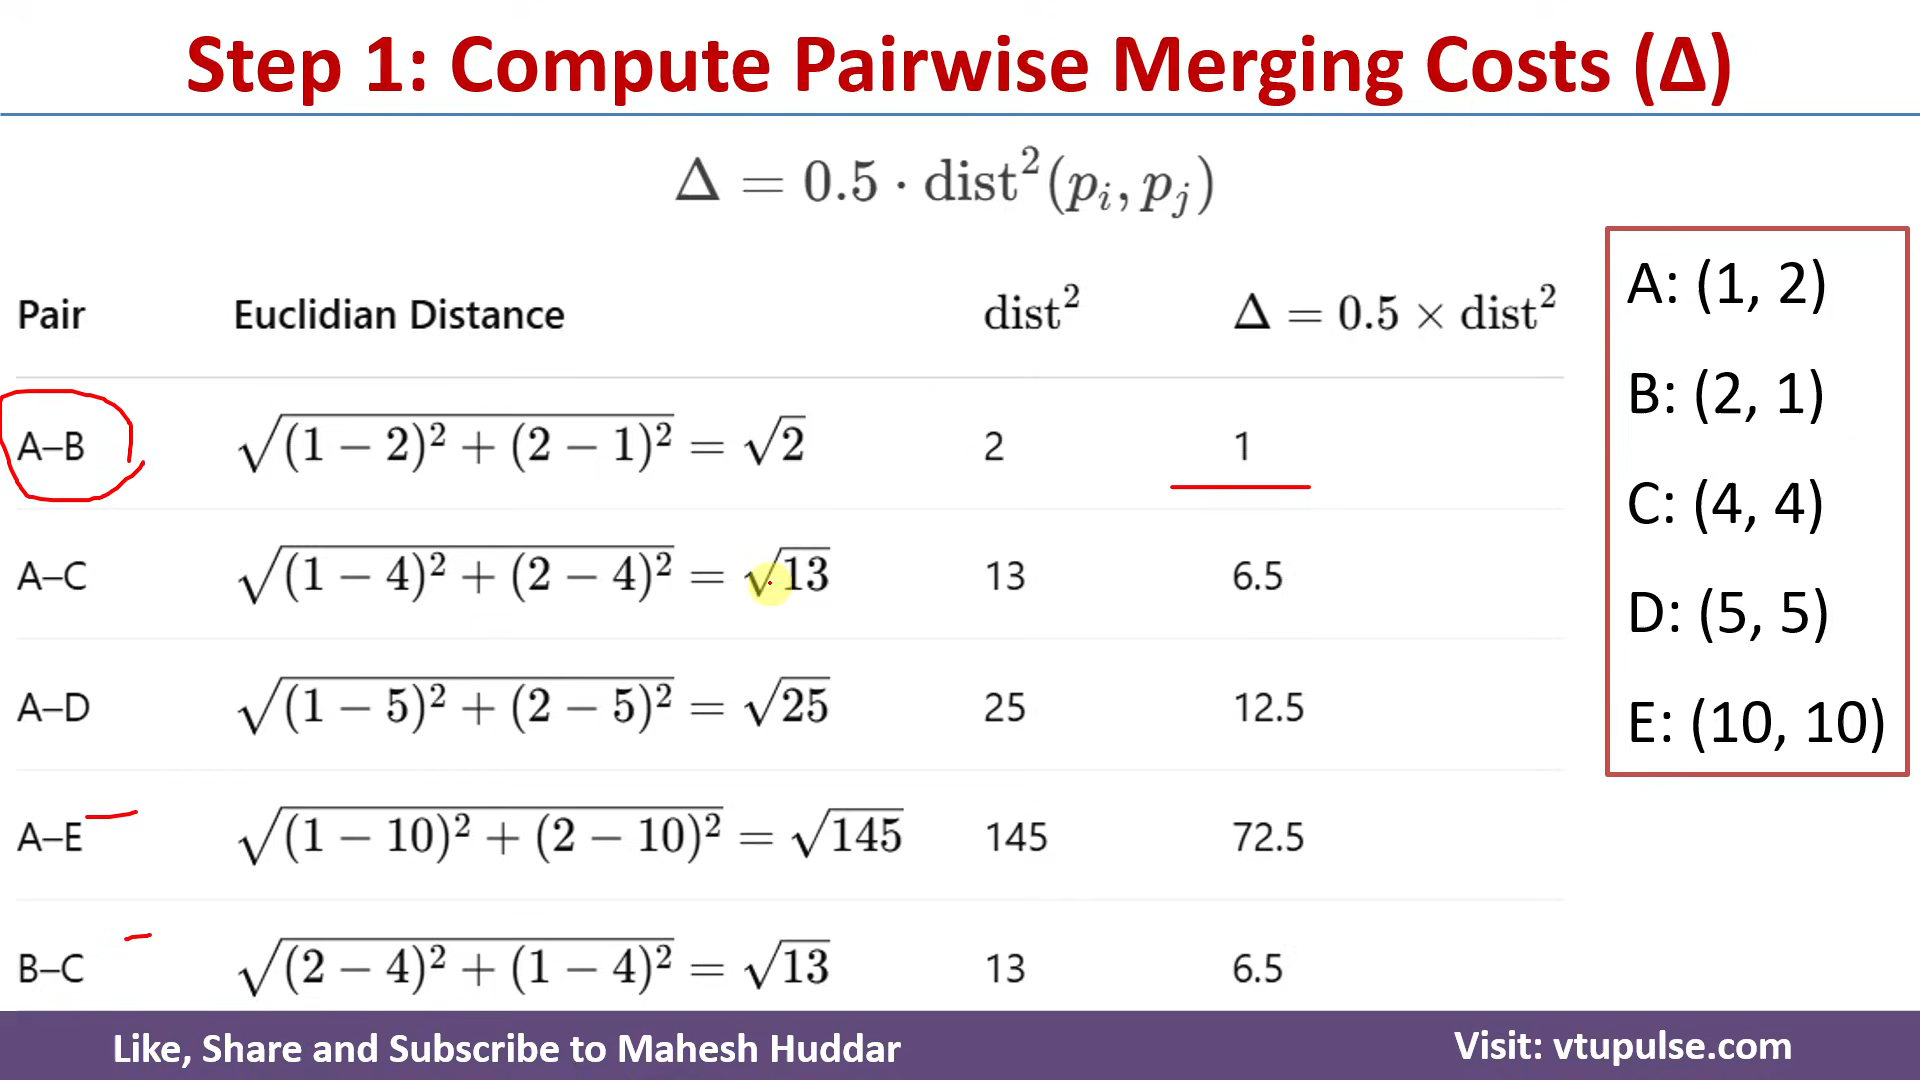 Step 1: Compute Pairwise Merging Costs (Δ)
Δ = 0.5 · dist²(pᵢ, pⱼ)
Pair Euclidian Distance dist² Δ = 0.5 × dist²
A–B √((1 − 2)² + (2 − 1)²) = √2 2 1
A–C √((1 − 4)² + (2 − 4)²) = √13 13 6.5
A–D √((1 − 5)² + (2 − 5)²) = √25 25 12.5
A–E √((1 − 10)² + (2 − 10)²) = √145 145 72.5
B–C √((2 − 4)² + (1 − 4)²) = √13 13 6.5
A: (1, 2)
B: (2, 1)
C: (4, 4)
D: (5, 5)
E: (10, 10)
Like, Share and Subscribe to Mahesh Huddar
Visit: vtupulse.com